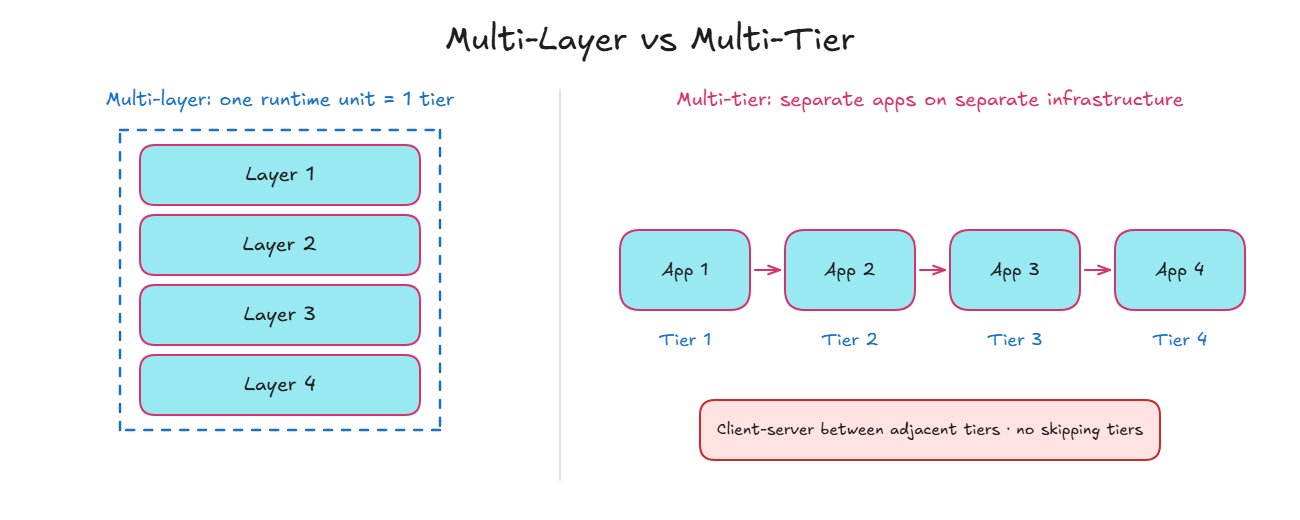 Multi-Layer vs Multi-Tier
Multi-layer: one runtime unit = 1 tier
Layer 1
Layer 2
Layer 3
Layer 4
Multi-tier: separate apps on separate infrastructure
App 1
App 2
App 3
App 4
Tier 1
Tier 2
Tier 3
Tier 4
Client-server between adjacent tiers · no skipping tiers